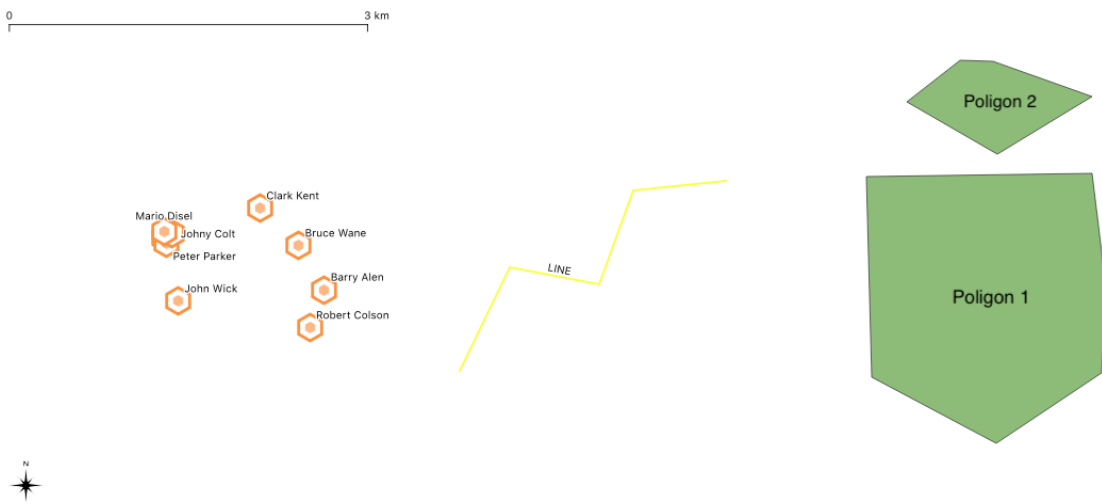 0 3 km
Poligon 2
Clark Kent
Mario Disel
Johny Colt
Bruce Wane
Peter Parker
LINE
Barry Alen
John Wick
Poligon 1
Robert Colson
N